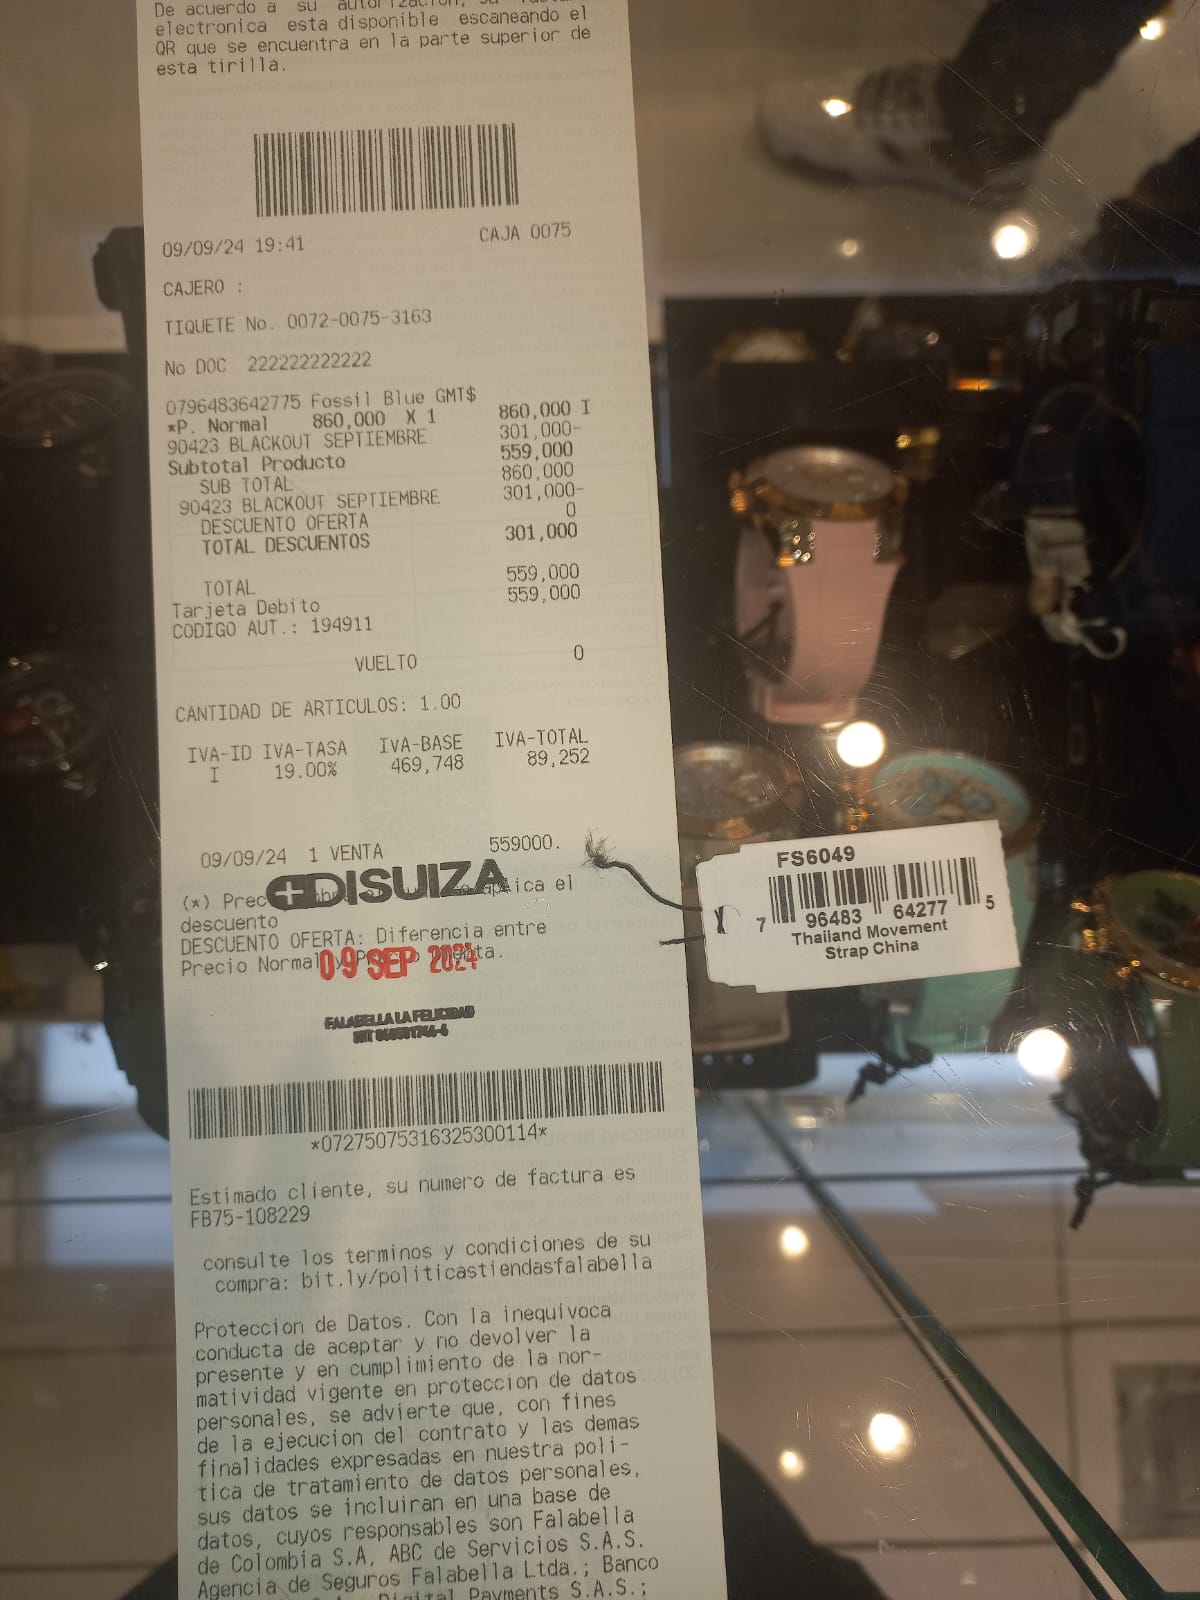 De acuerdo a su autorizacion, su
electronica esta disponible escaneando el
QR que se encuentra en la parte superior de
esta tirilla.
09/09/24 19:41 CAJA 0075
CAJERO :
TIQUETE No. 0072-0075-3163
No DOC 222222222222
0796483642775 Fossil Blue GMT$
*P. Normal 860,000 X 1 860,000 I
90423 BLACKOUT SEPTIEMBRE 301,000-
Subtotal Producto 559,000
SUB TOTAL 860,000
90423 BLACKOUT SEPTIEMBRE 301,000-
DESCUENTO OFERTA 0
TOTAL DESCUENTOS 301,000
TOTAL 559,000
Tarjeta Debito 559,000
CODIGO AUT.: 194911
VUELTO 0
CANTIDAD DE ARTICULOS: 1.00
IVA-ID IVA-TASA IVA-BASE IVA-TOTAL
I 19.00% 469,748 89,252
09/09/24 1 VENTA 559000.
DISUIZA
(*) Prec aplica el
descuento
DESCUENTO OFERTA: Diferencia entre
Precio Normal y
09 SEP 2024
FALABELLA LA FELICIDAD
NIT
*07275075316325300114*
Estimado cliente, su numero de factura es
FB75-108229
consulte los terminos y condiciones de su
compra: bit.ly/politicastiendasfalabella
Proteccion de Datos. Con la inequivoca
conducta de aceptar y no devolver la
presente y en cumplimiento de la nor-
matividad vigente en proteccion de datos
personales, se advierte que, con fines
de la ejecucion del contrato y las demas
finalidades expresadas en nuestra poli-
tica de tratamiento de datos personales,
sus datos se incluiran en una base de
datos, cuyos responsables son Falabella
de Colombia S.A, ABC de Servicios S.A.S.
Agencia de Seguros Falabella Ltda.; Banco
Digital Payments S.A.S.;
FS6049
7 96483 64277 5
Thailand Movement
Strap China